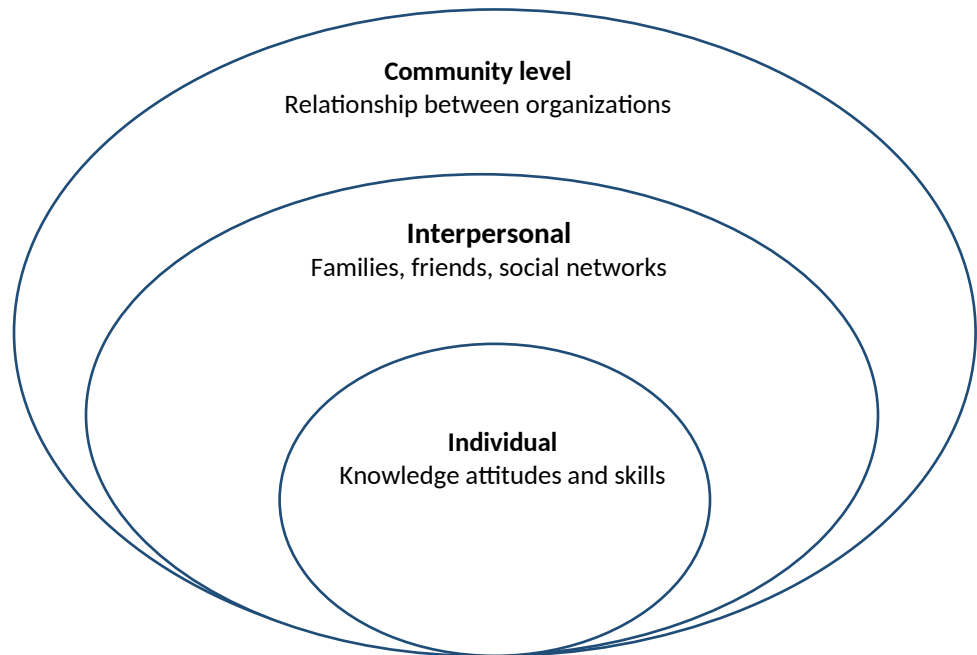 Community level
Relationship between organizations
Interpersonal
Families, friends, social networks
Individual
Knowledge attitudes and skills